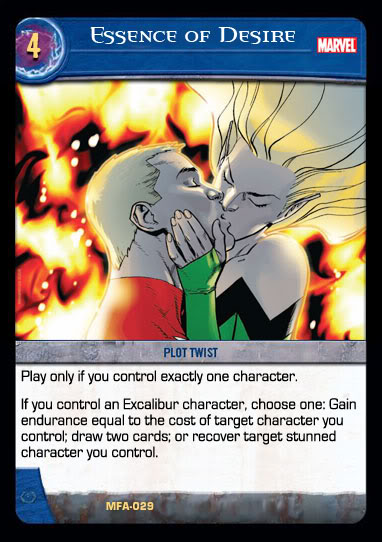 4
Essence of Desire
MARVEL
PLOT TWIST
Play only if you control exactly one character.
If you control an Excalibur character, choose one: Gain
endurance equal to the cost of target character you
control; draw two cards; or recover target stunned
character you control.
MFA-029